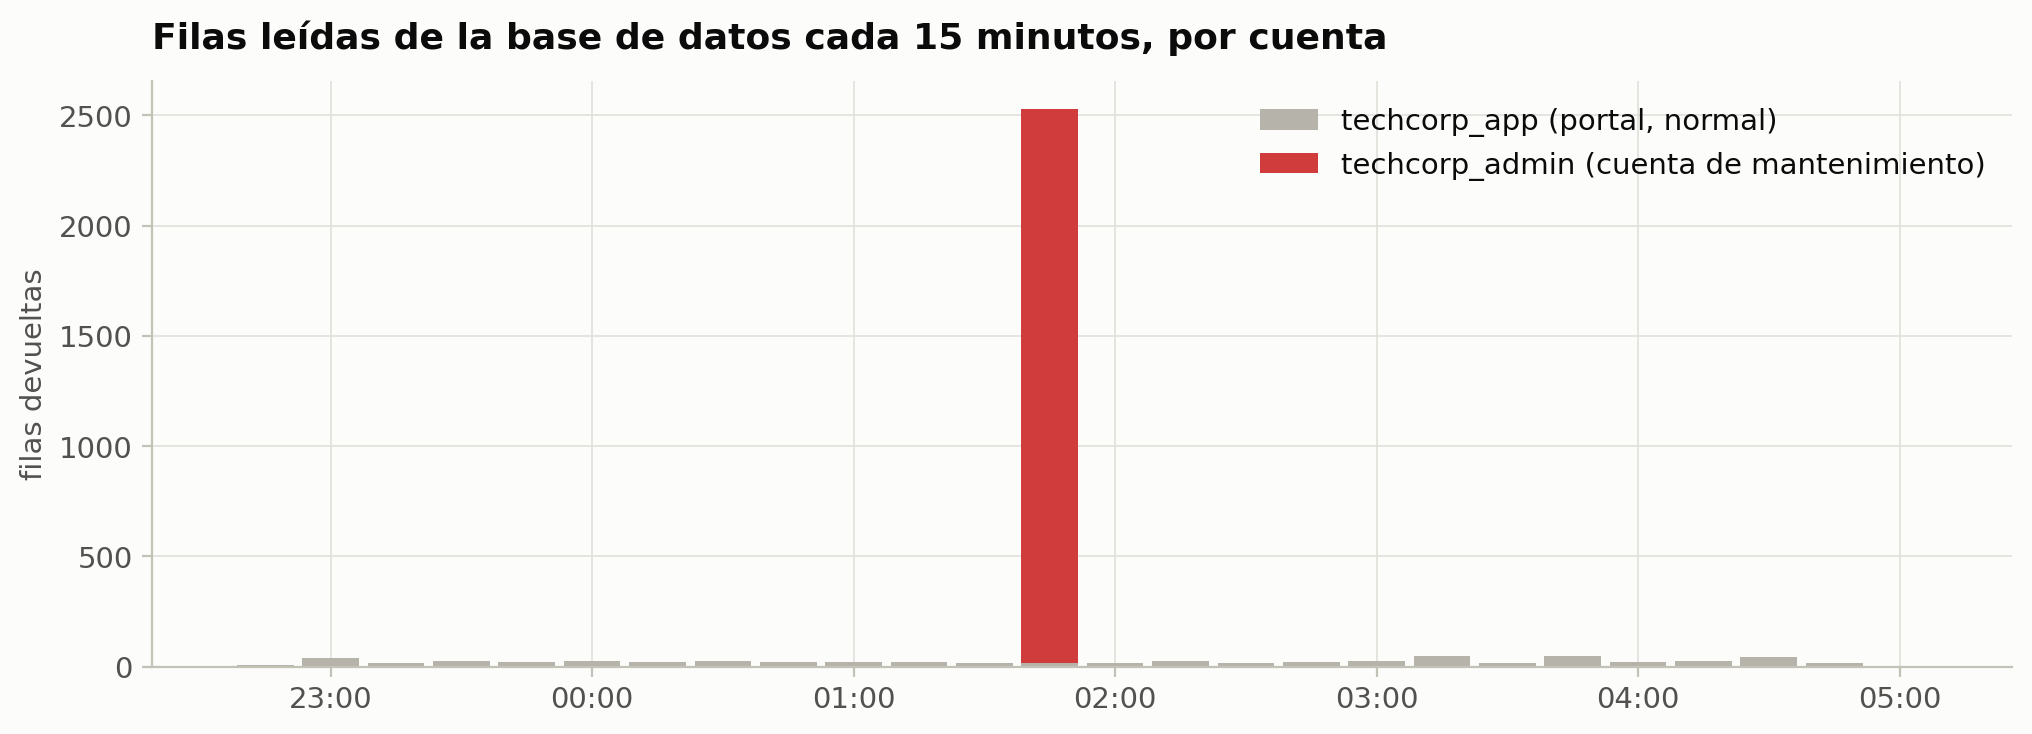 Filas leídas de la base de datos cada 15 minutos, por cuenta
filas devueltas
2500
2000
1500
1000
500
0
techcorp_app (portal, normal)
techcorp_admin (cuenta de mantenimiento)
23:00 00:00 01:00 02:00 03:00 04:00 05:00